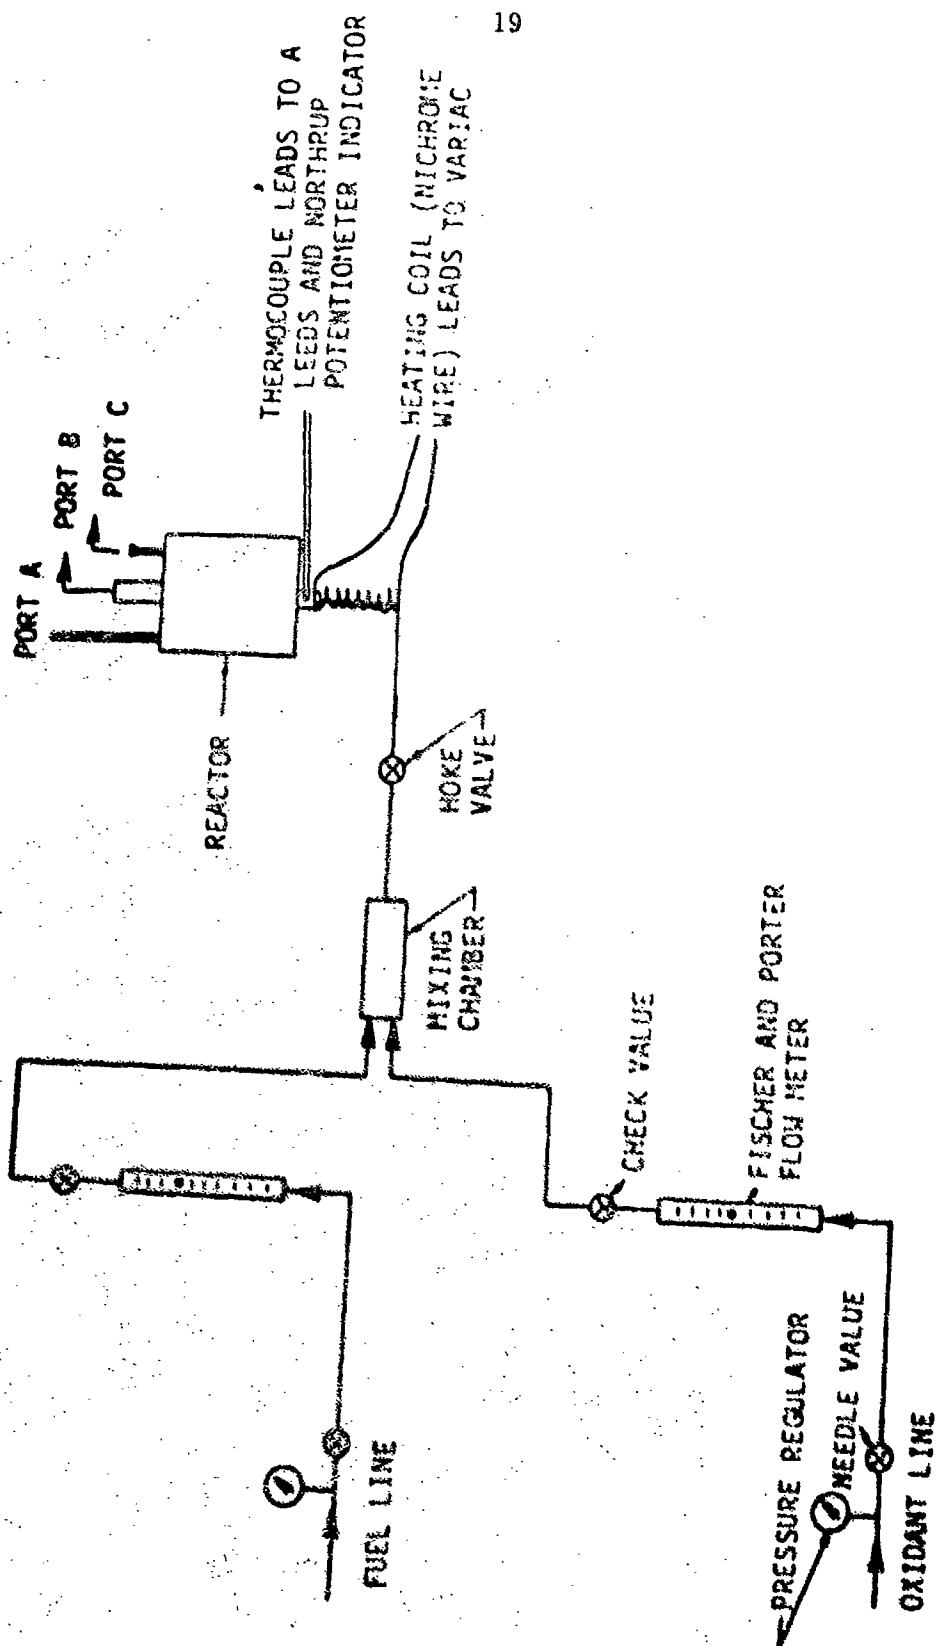 19
THERMOCOUPLE LEADS TO A
LEEDS AND NORTHRUP
POTENTIOMETER INDICATOR
HEATING COIL (NICHROME
WIRE) LEADS TO VARIAC
PORT A
PORT B
PORT C
REACTOR
HOKE
VALVE
MIXING
CHAMBER
CHECK VALUE
FISCHER AND PORTER
FLOW METER
FUEL LINE
PRESSURE REGULATOR
NEEDLE VALUE
OXIDANT LINE